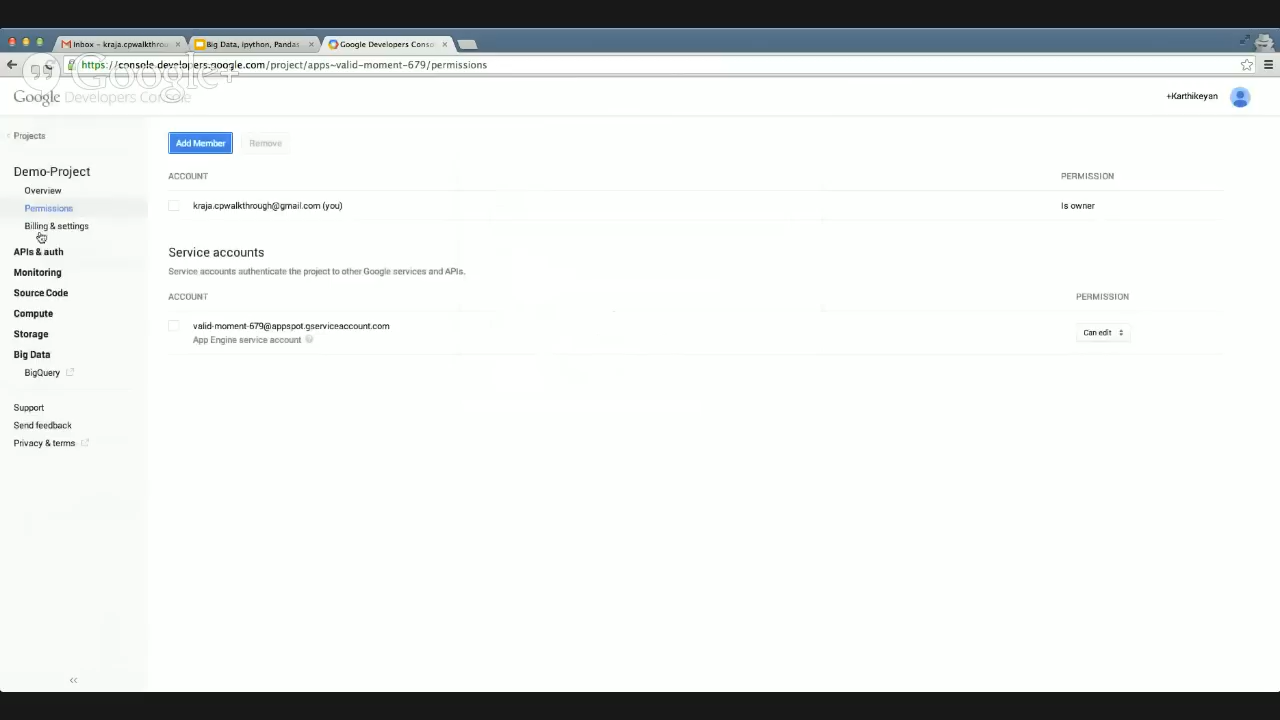 Inbox - kraja.cpwalkthrou
Big Data, ipython, Pandas
Google Developers Conso
https://console.developers.google.com/project/apps~valid-moment-679/permissions
Google+
Google Developers Console
+Karthikeyan
Projects
Add Member
Remove
Demo-Project
ACCOUNT
PERMISSION
Overview
Permissions
kraja.cpwalkthrough@gmail.com (you)
Is owner
Billing & settings
APIs & auth
Service accounts
Monitoring
Service accounts authenticate the project to other Google services and APIs.
Source Code
ACCOUNT
PERMISSION
Compute
Storage
valid-moment-679@appspot.gserviceaccount.com
Can edit
App Engine service account
Big Data
BigQuery
Support
Send feedback
Privacy & terms